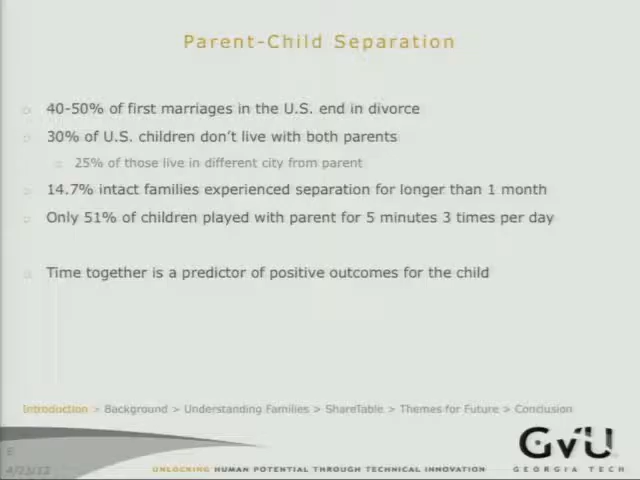 Parent-Child Separation
40-50% of first marriages in the U.S. end in divorce
30% of U.S. children don't live with both parents
25% of those live in different city from parent
14.7% intact families experienced separation for longer than 1 month
Only 51% of children played with parent for 5 minutes 3 times per day
Time together is a predictor of positive outcomes for the child
Introduction > Background > Understanding Families > ShareTable > Themes for Future > Conclusion
UNLOCKING HUMAN POTENTIAL THROUGH TECHNICAL INNOVATION
GVU
GEORGIA TECH